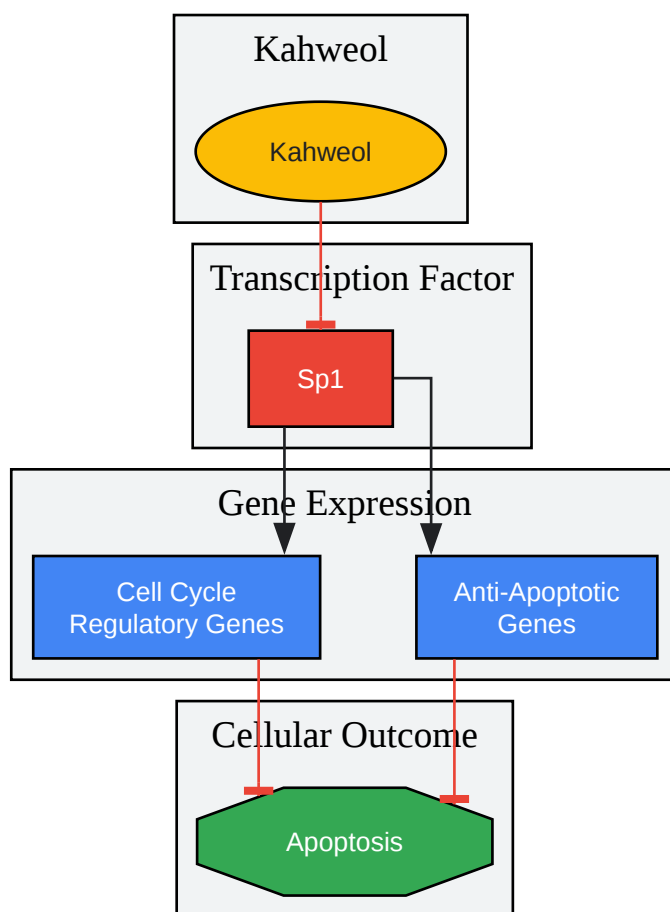 Kahweol
Kahweol
Transcription Factor
Sp1
Gene Expression
Cell Cycle
Regulatory Genes
Anti-Apoptotic
Genes
Cellular Outcome
Apoptosis